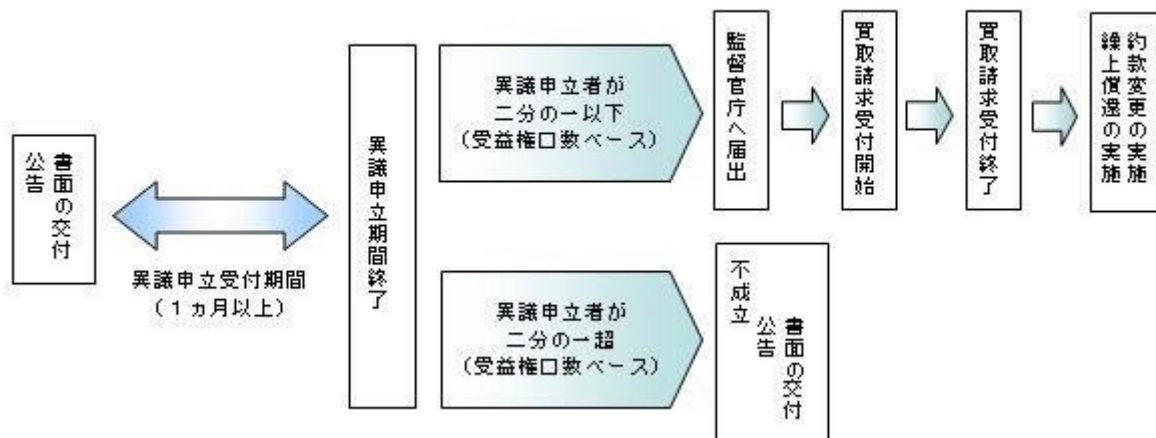 書面の交付
公告
異議申立受付期間
（１ヵ月以上）
異議申立期間終了
異議申立者が
二分の一以下
（受益権口数ベース）
監督官庁へ届出
買取請求受付開始
買取請求受付終了
約款変更の実施
繰上償還の実施
異議申立者が
二分の一超
（受益権口数ベース）
不成立
書面の交付
公告